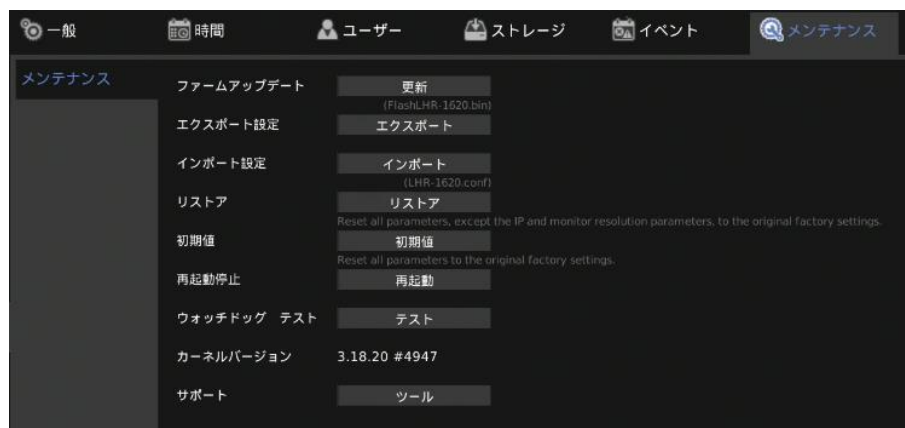 一般 時間 ユーザー ストレージ イベント メンテナンス
メンテナンス
ファームアップデート 更新
(FlashLHR-1620.bin)
エクスポート設定 エクスポート
インポート設定 インポート
(LHR-1620.conf)
リストア リストア
Reset all parameters, except the IP and monitor resolution parameters, to the original factory settings.
初期値 初期値
Reset all parameters to the original factory settings.
再起動停止 再起動
ウォッチドッグ テスト テスト
カーネルバージョン 3.18.20 #4947
サポート ツール